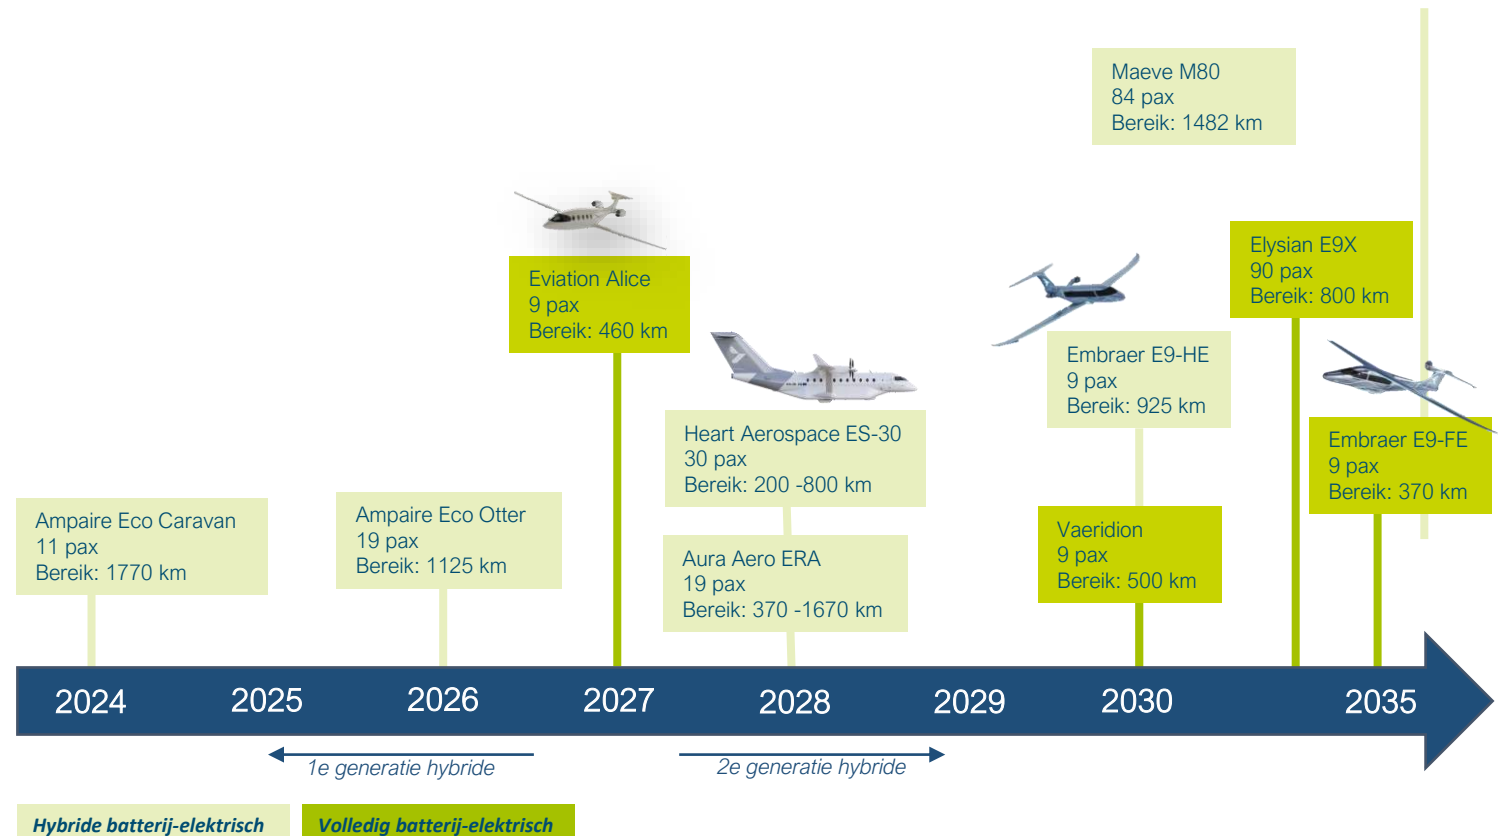 Maeve M80
84 pax
Bereik: 1482 km
Elysian E9X
90 pax
Bereik: 800 km
Eviation Alice
9 pax
Bereik: 460 km
Embraer E9-HE
9 pax
Bereik: 925 km
Heart Aerospace ES-30
30 pax
Bereik: 200 -800 km
Embraer E9-FE
9 pax
Bereik: 370 km
Ampaire Eco Caravan
11 pax
Bereik: 1770 km
Ampaire Eco Otter
19 pax
Bereik: 1125 km
Aura Aero ERA
19 pax
Bereik: 370 -1670 km
Vaeridion
9 pax
Bereik: 500 km
2024 2025 2026 2027 2028 2029 2030 2035
1e generatie hybride 2e generatie hybride
Hybride batterij-elektrisch Volledig batterij-elektrisch